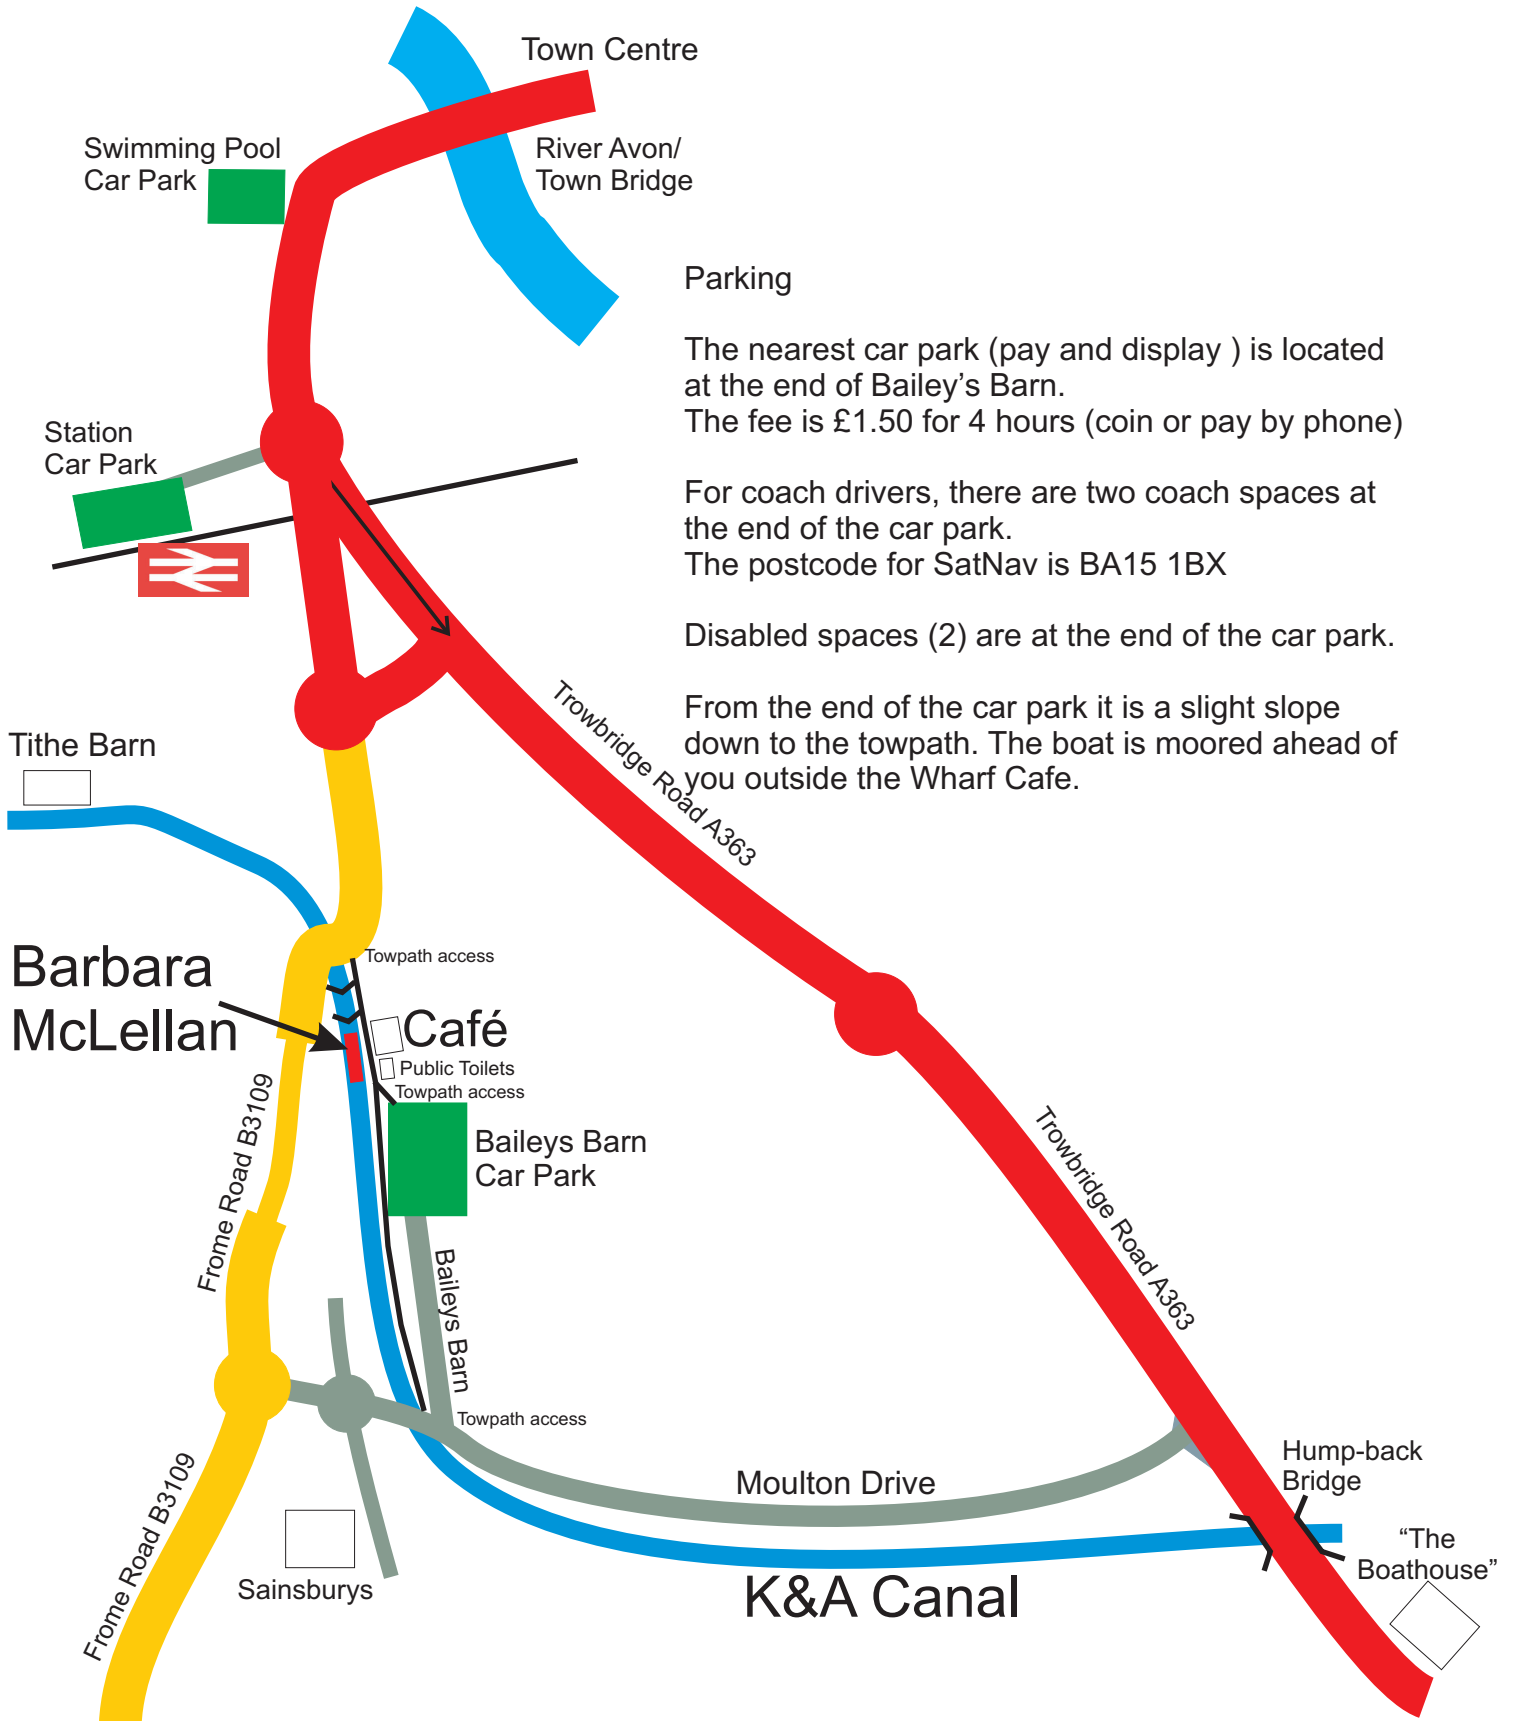 Town Centre
Swimming Pool
Car Park
River Avon/
Town Bridge
Parking
The nearest car park (pay and display ) is located
at the end of Bailey’s Barn.
The fee is £1.50 for 4 hours (coin or pay by phone)
Station
Car Park
For coach drivers, there are two coach spaces at
the end of the car park.
The postcode for SatNav is BA15 1BX
Disabled spaces (2) are at the end of the car park.
From the end of the car park it is a slight slope
down to the towpath. The boat is moored ahead of
you outside the Wharf Cafe.
Trowbridge Road A363
Tithe Barn
Barbara
McLellan
Towpath access
Café
Public Toilets
Towpath access
Baileys Barn
Car Park
Frome Road B3109
Trowbridge Road A363
Baileys Barn
Towpath access
Moulton Drive
Hump-back
Bridge
“The
Boathouse”
Frome Road B3109
Sainsburys
K&A Canal